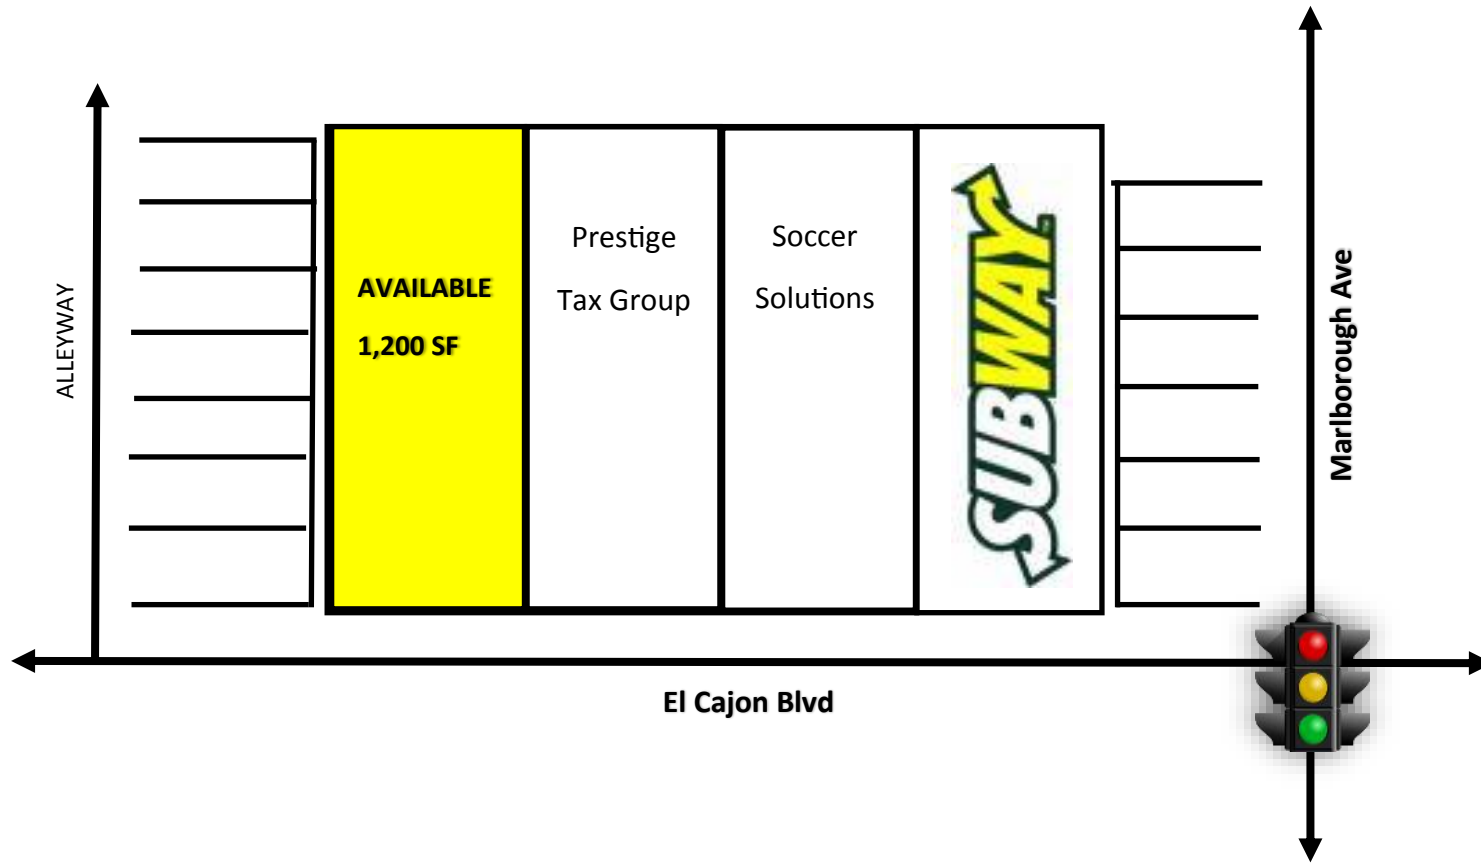 ALLEYWAY
AVAILABLE
1,200 SF
Prestige
Tax Group
Soccer
Solutions
SUBWAY
Marlborough Ave
El Cajon Blvd